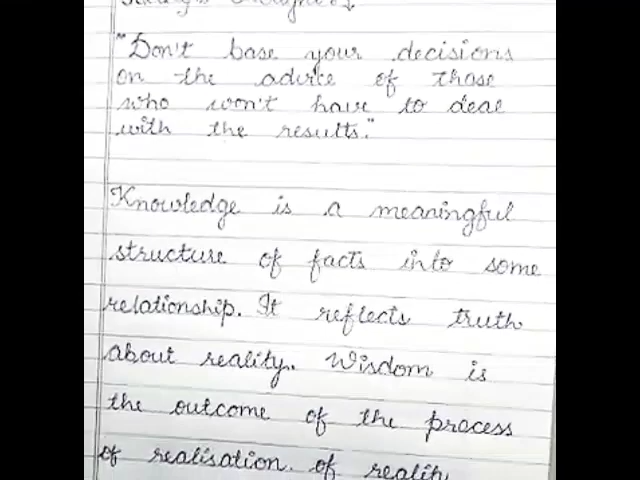 "Don't base your decisions
on the advice of those
who won't have to deal
with the results."
Knowledge is a meaningful
structure of facts into some
relationship. It reflects truth
about reality. Wisdom is
the outcome of the process
of realisation. of reality